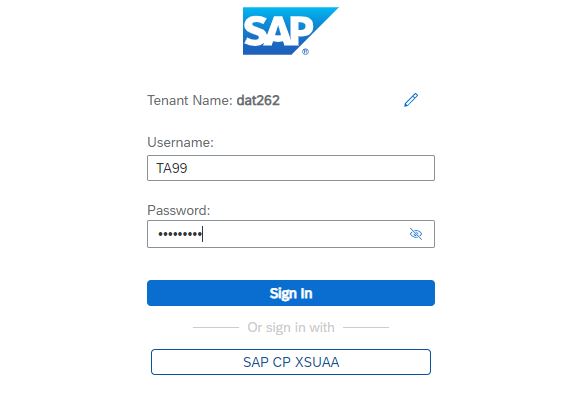 SAP®
Tenant Name: dat262
Username:
TA99
Password:
•••••••••
Sign In
Or sign in with
SAP CP XSUAA